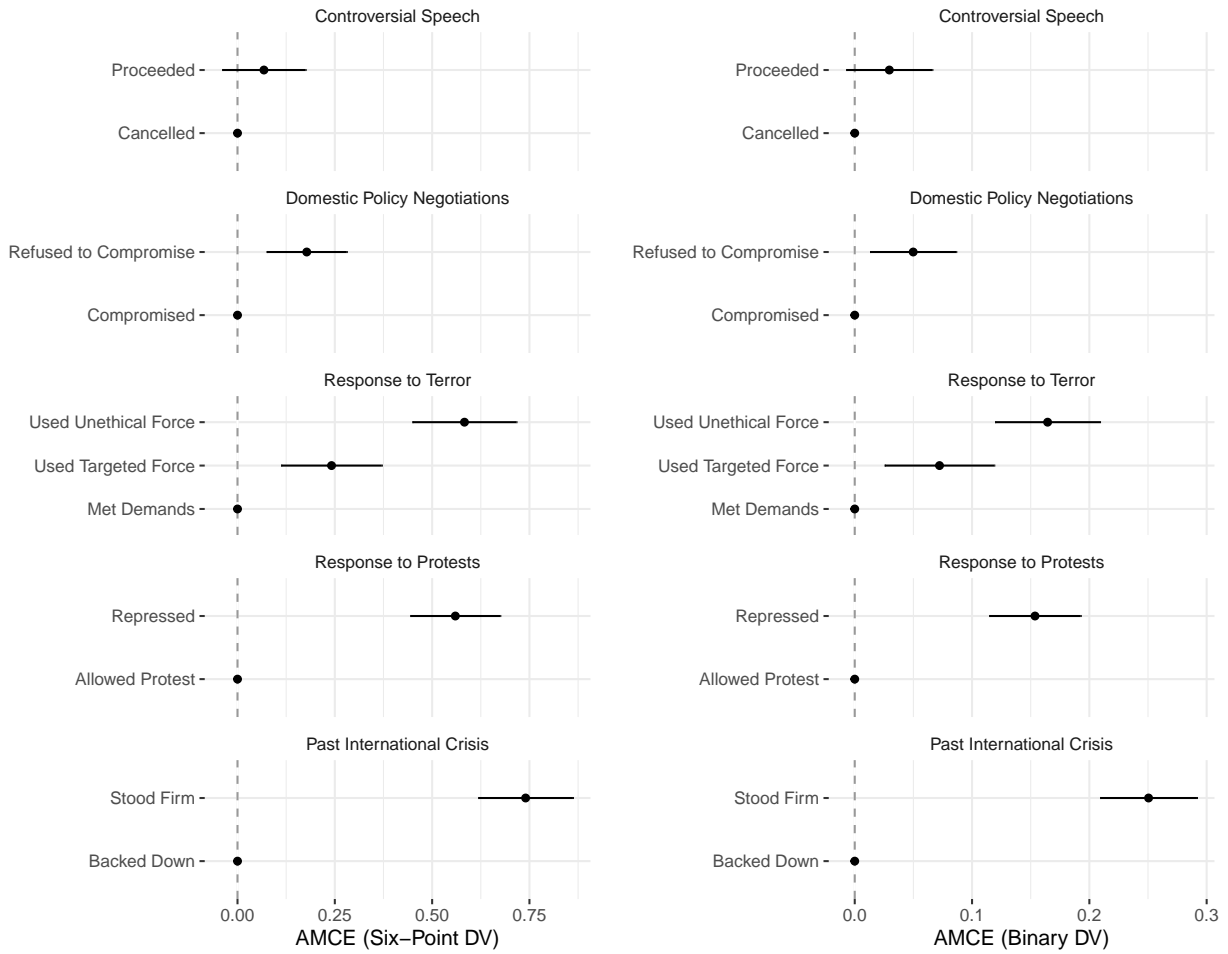 Controversial Speech
Proceeded
Cancelled
Domestic Policy Negotiations
Refused to Compromise
Compromised
Response to Terror
Used Unethical Force
Used Targeted Force
Met Demands
Response to Protests
Repressed
Allowed Protest
Past International Crisis
Stood Firm
Backed Down
0.00 0.25 0.50 0.75
AMCE (Six−Point DV)
Controversial Speech
Proceeded
Cancelled
Domestic Policy Negotiations
Refused to Compromise
Compromised
Response to Terror
Used Unethical Force
Used Targeted Force
Met Demands
Response to Protests
Repressed
Allowed Protest
Past International Crisis
Stood Firm
Backed Down
0.0 0.1 0.2 0.3
AMCE (Binary DV)